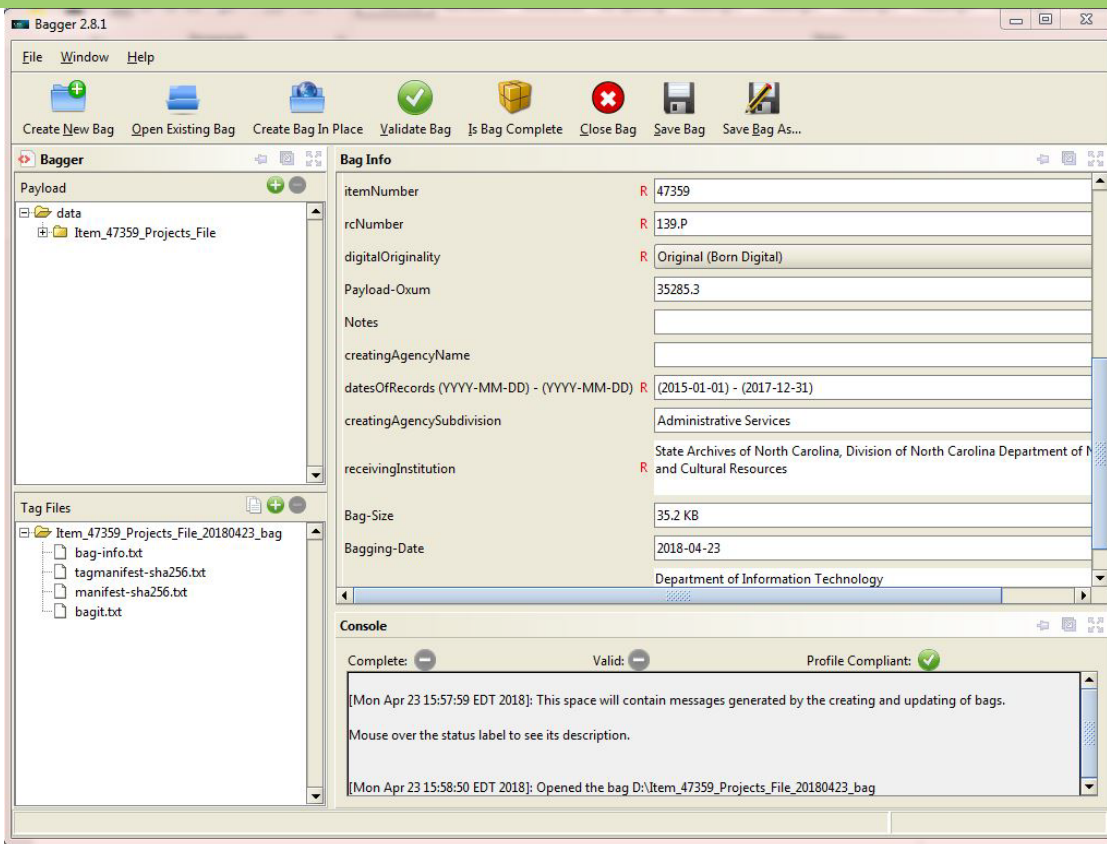 Bagger 2.8.1
File Window Help
Create New Bag Open Existing Bag Create Bag In Place Validate Bag Is Bag Complete Close Bag Save Bag Save Bag As...
Bagger
Payload
data
Item_47359_Projects_File
Tag Files
Item_47359_Projects_File_20180423_bag
bag-info.txt
tagmanifest-sha256.txt
manifest-sha256.txt
bagit.txt
Bag Info
itemNumber R 47359
rcNumber R 139.P
digitalOriginality R Original (Born Digital)
Payload-Oxum 35285.3
Notes
creatingAgencyName
datesOfRecords (YYYY-MM-DD) - (YYYY-MM-DD) R (2015-01-01) - (2017-12-31)
creatingAgencySubdivision Administrative Services
State Archives of North Carolina, Division of North Carolina Department of
receivingInstitution R and Cultural Resources
Bag-Size 35.2 KB
Bagging-Date 2018-04-23
Department of Information Technology
Console
Complete: Valid: Profile Compliant:
[Mon Apr 23 15:57:59 EDT 2018]: This space will contain messages generated by the creating and updating of bags.
Mouse over the status label to see its description.
[Mon Apr 23 15:58:50 EDT 2018]: Opened the bag D:\Item_47359_Projects_File_20180423_bag